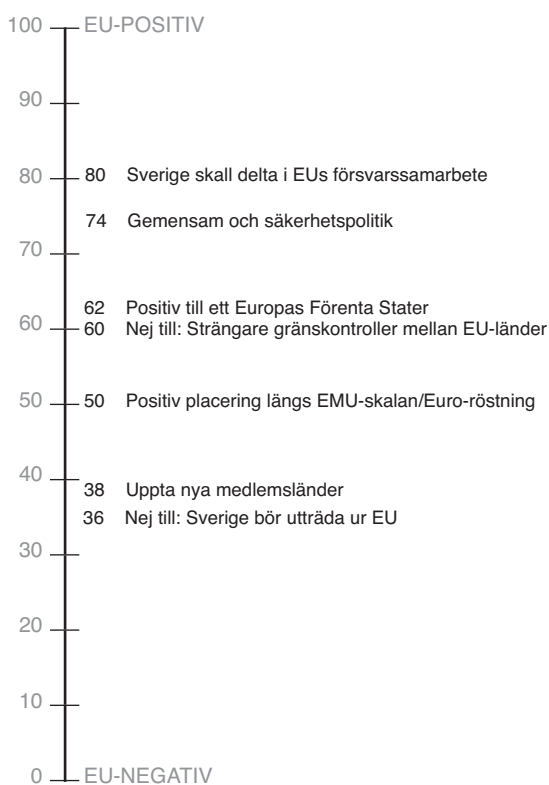 100 EU-POSITIV
90
80 80 Sverige skall delta i EUs försvarssamarbete
74 Gemensam och säkerhetspolitik
70
62 Positiv till ett Europas Förenta Stater
60 60 Nej till: Strängare gränskontroller mellan EU-länder
50 50 Positiv placering längs EMU-skalan/Euro-röstning
40
38 Uppta nya medlemsländer
36 Nej till: Sverige bör utträda ur EU
30
20
10
0 EU-NEGATIV